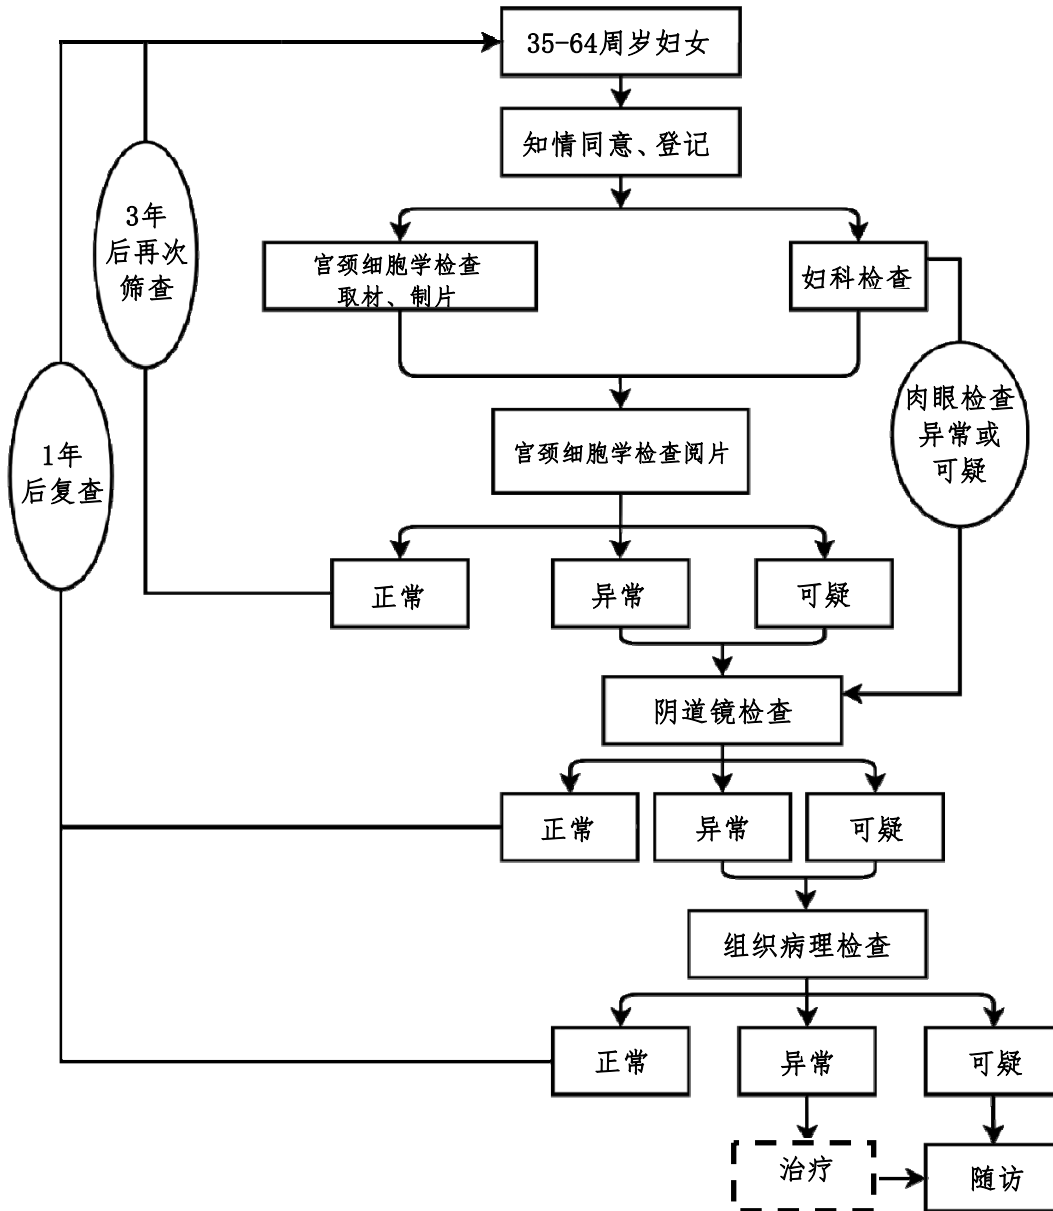 35-64周岁妇女
知情同意、登记
3年
后再次
筛查
宫颈细胞学检查
取材、制片
妇科检查
肉眼检查
异常或
可疑
1年
后复查
宫颈细胞学检查阅片
正常
异常
可疑
阴道镜检查
正常
异常
可疑
组织病理检查
正常
异常
可疑
治疗
随访